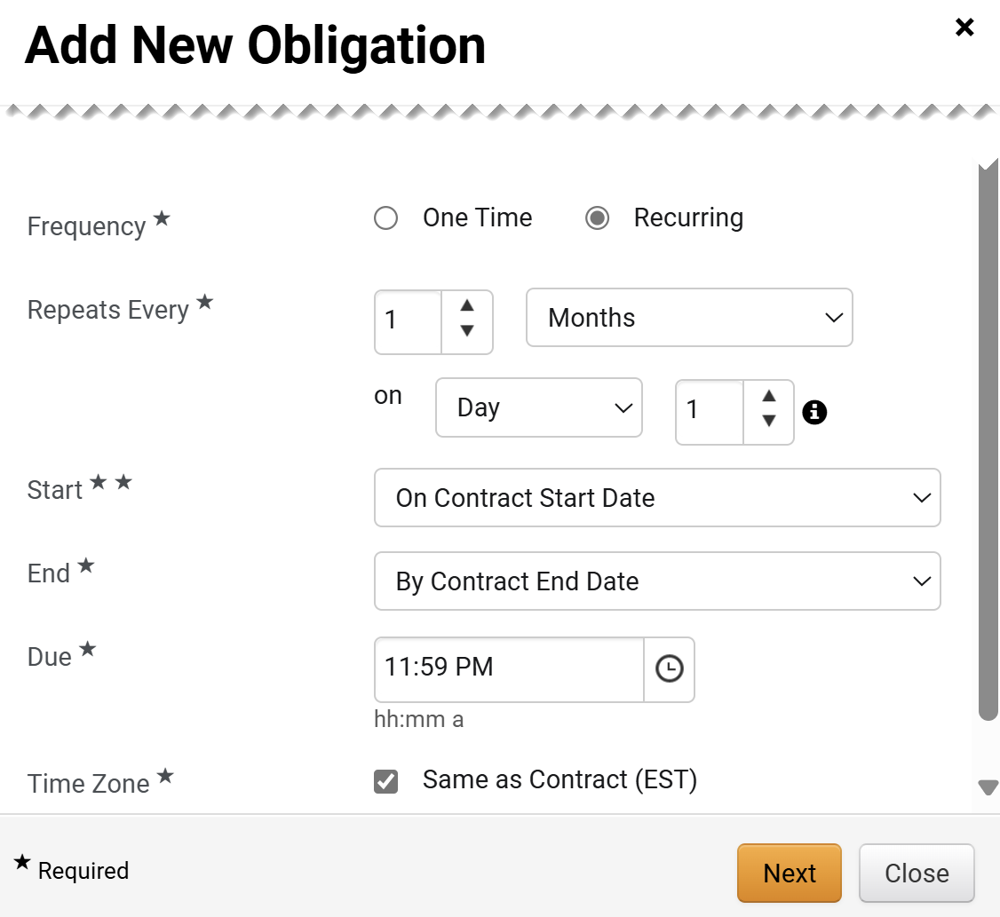 Add New Obligation
Frequency ★ One Time Recurring
Repeats Every ★ 1 Months
on Day 1
Start ★ ★ On Contract Start Date
End ★ By Contract End Date
Due ★ 11:59 PM
hh:mm a
Time Zone ★ Same as Contract (EST)
★ Required Next Close